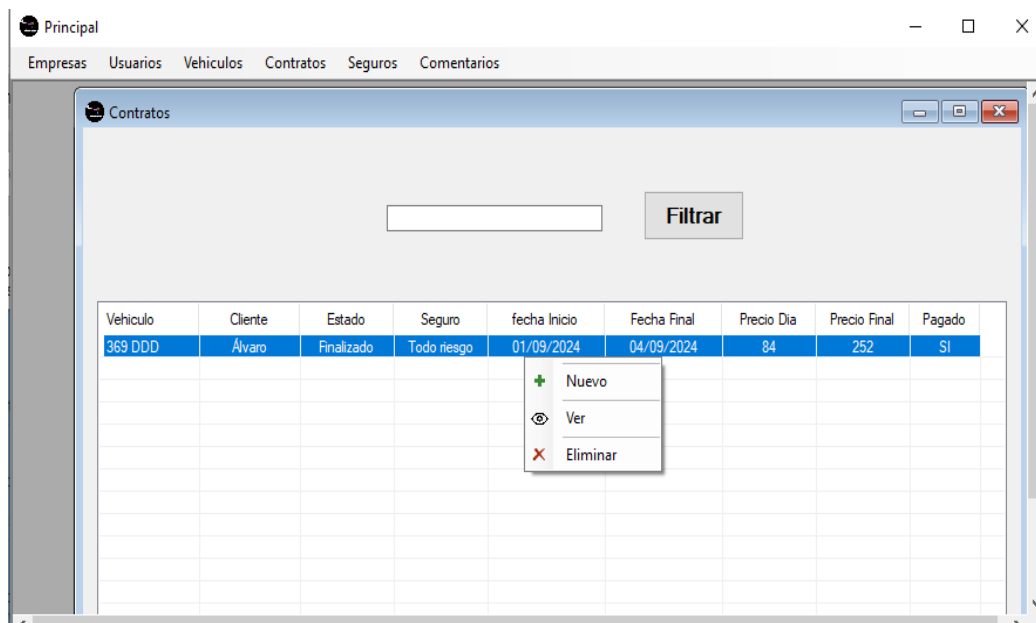 Principal
Empresas Usuarios Vehiculos Contratos Seguros Comentarios
Contratos
Filtrar
Vehiculo Cliente Estado Seguro fecha Inicio Fecha Final Precio Dia Precio Final Pagado
369 DDD Álvaro Finalizado Todo riesgo 01/09/2024 04/09/2024 84 252 SI
Nuevo
Ver
Eliminar